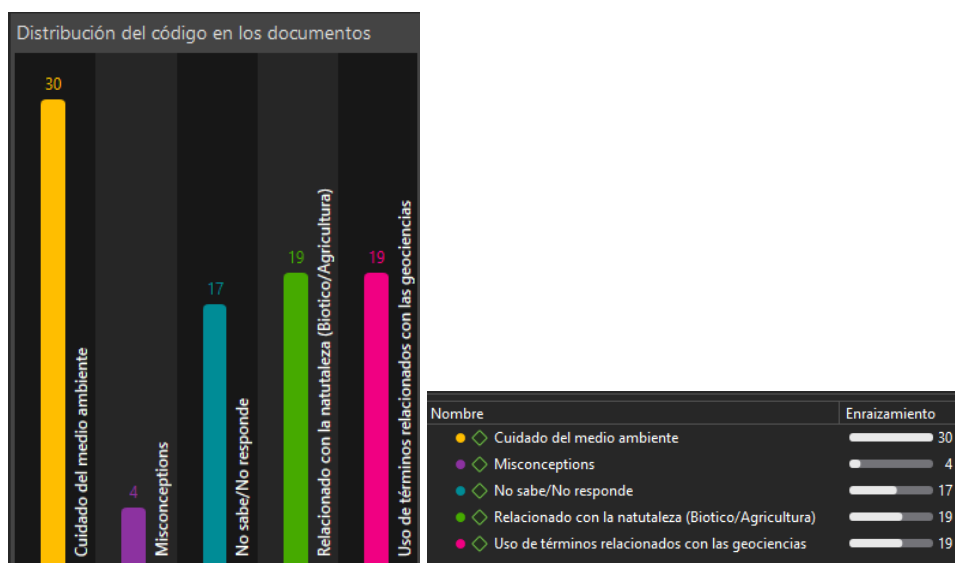 Distribución del código en los documentos
30
Cuidado del medio ambiente
4
Misconceptions
17
No sabe/No responde
19
Relacionado con la natutaleza (Biotico/Agricultura)
19
Uso de términos relacionados con las geociencias
Nombre Enraizamiento
Cuidado del medio ambiente 30
Misconceptions 4
No sabe/No responde 17
Relacionado con la natutaleza (Biotico/Agricultura) 19
Uso de términos relacionados con las geociencias 19